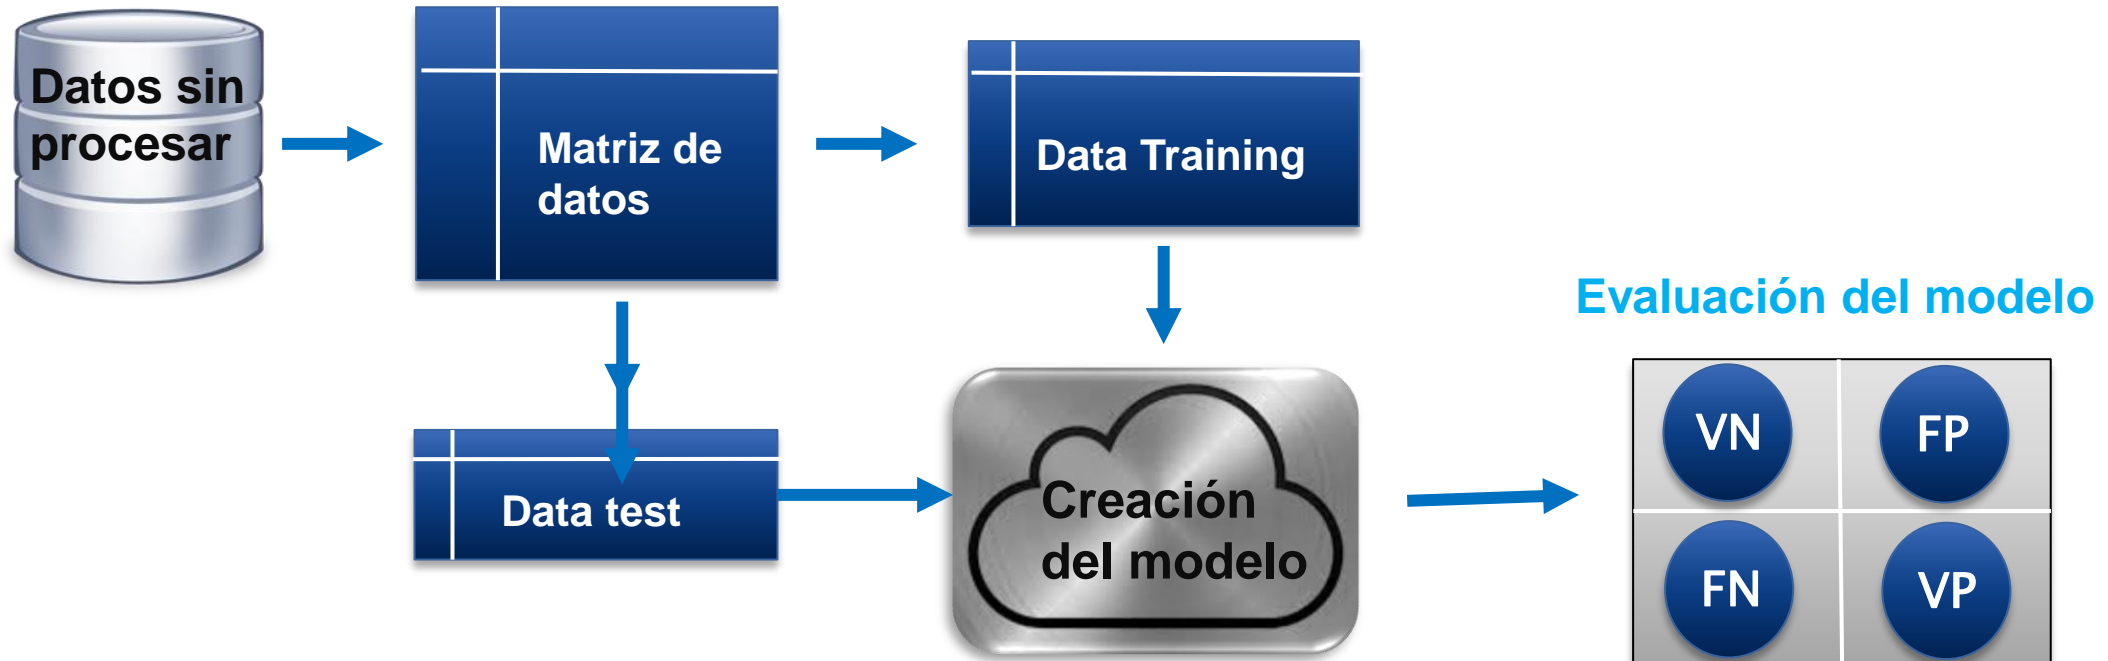 Datos sin
procesar
Matriz de
datos
Data Training
Data test
Creación
del modelo
Evaluación del modelo
VN
FP
FN
VP